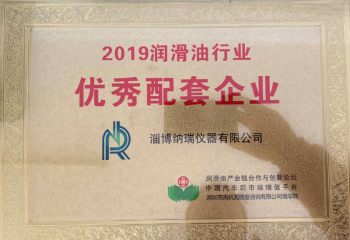 2019润滑油行业
优秀配套企业
淄博纳瑞仪器有限公司
润滑油产业链合作与创新论坛
中国汽车后市场增值平台